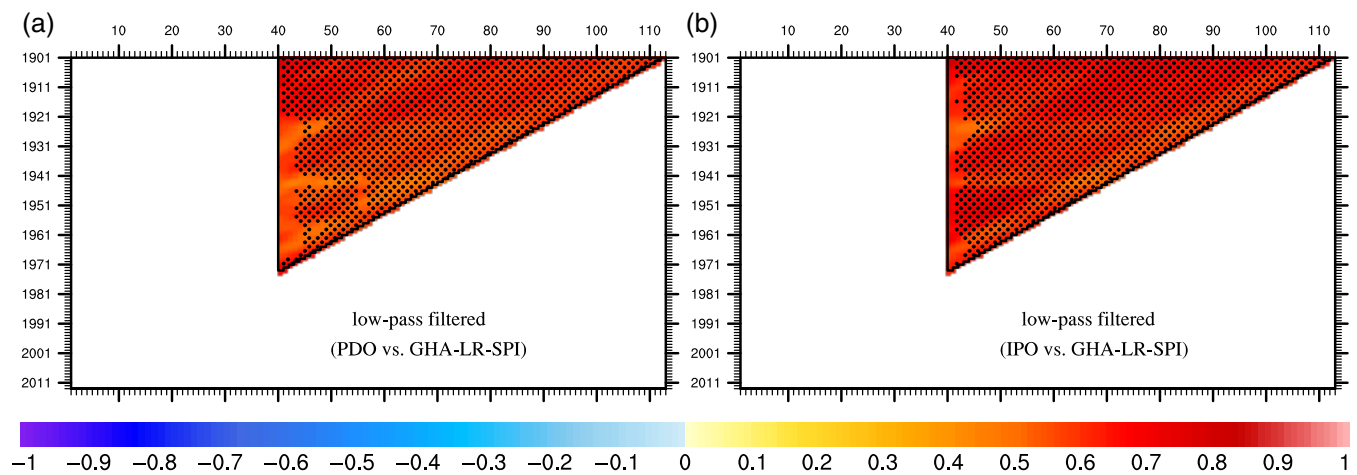 (a)
10 20 30 40 50 60 70 80 90 100 110
1901
1911
1921
1931
1941
1951
1961
1971
1981
1991
2001
2011
low-pass filtered
(PDO vs. GHA-LR-SPI)
(b)
10 20 30 40 50 60 70 80 90 100 110
1901
1911
1921
1931
1941
1951
1961
1971
1981
1991
2001
2011
low-pass filtered
(IPO vs. GHA-LR-SPI)
−1 −0.9 −0.8 −0.7 −0.6 −0.5 −0.4 −0.3 −0.2 −0.1 0 0.1 0.2 0.3 0.4 0.5 0.6 0.7 0.8 0.9 1